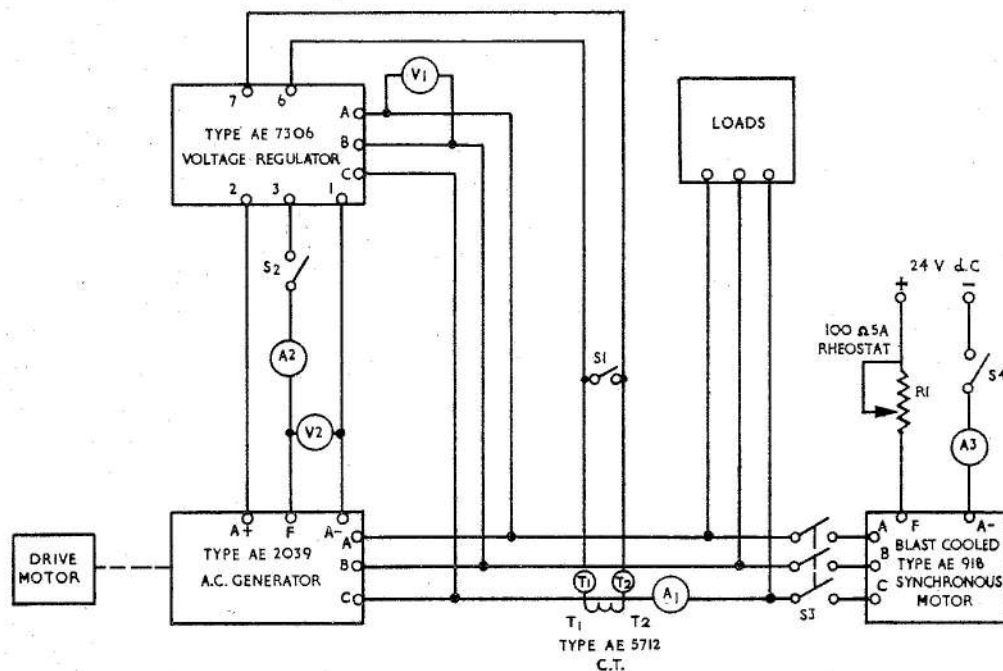 7
6
V1
A
TYPE AE 7306
VOLTAGE REGULATOR
B
C
2
3
1
LOADS
S2
A2
V2
S1
24 V d.C
+
-
100 Ω 5A
RHEOSTAT
R1
S4
A3
DRIVE
MOTOR
A+
F
A-
TYPE AE 2039
A.C. GENERATOR
A
B
C
T1
T2
A1
T1
T2
TYPE AE 5712
C.T.
S3
F
A-
A
B
C
BLAST COOLED
TYPE AE 918
SYNCHRONOUS
MOTOR